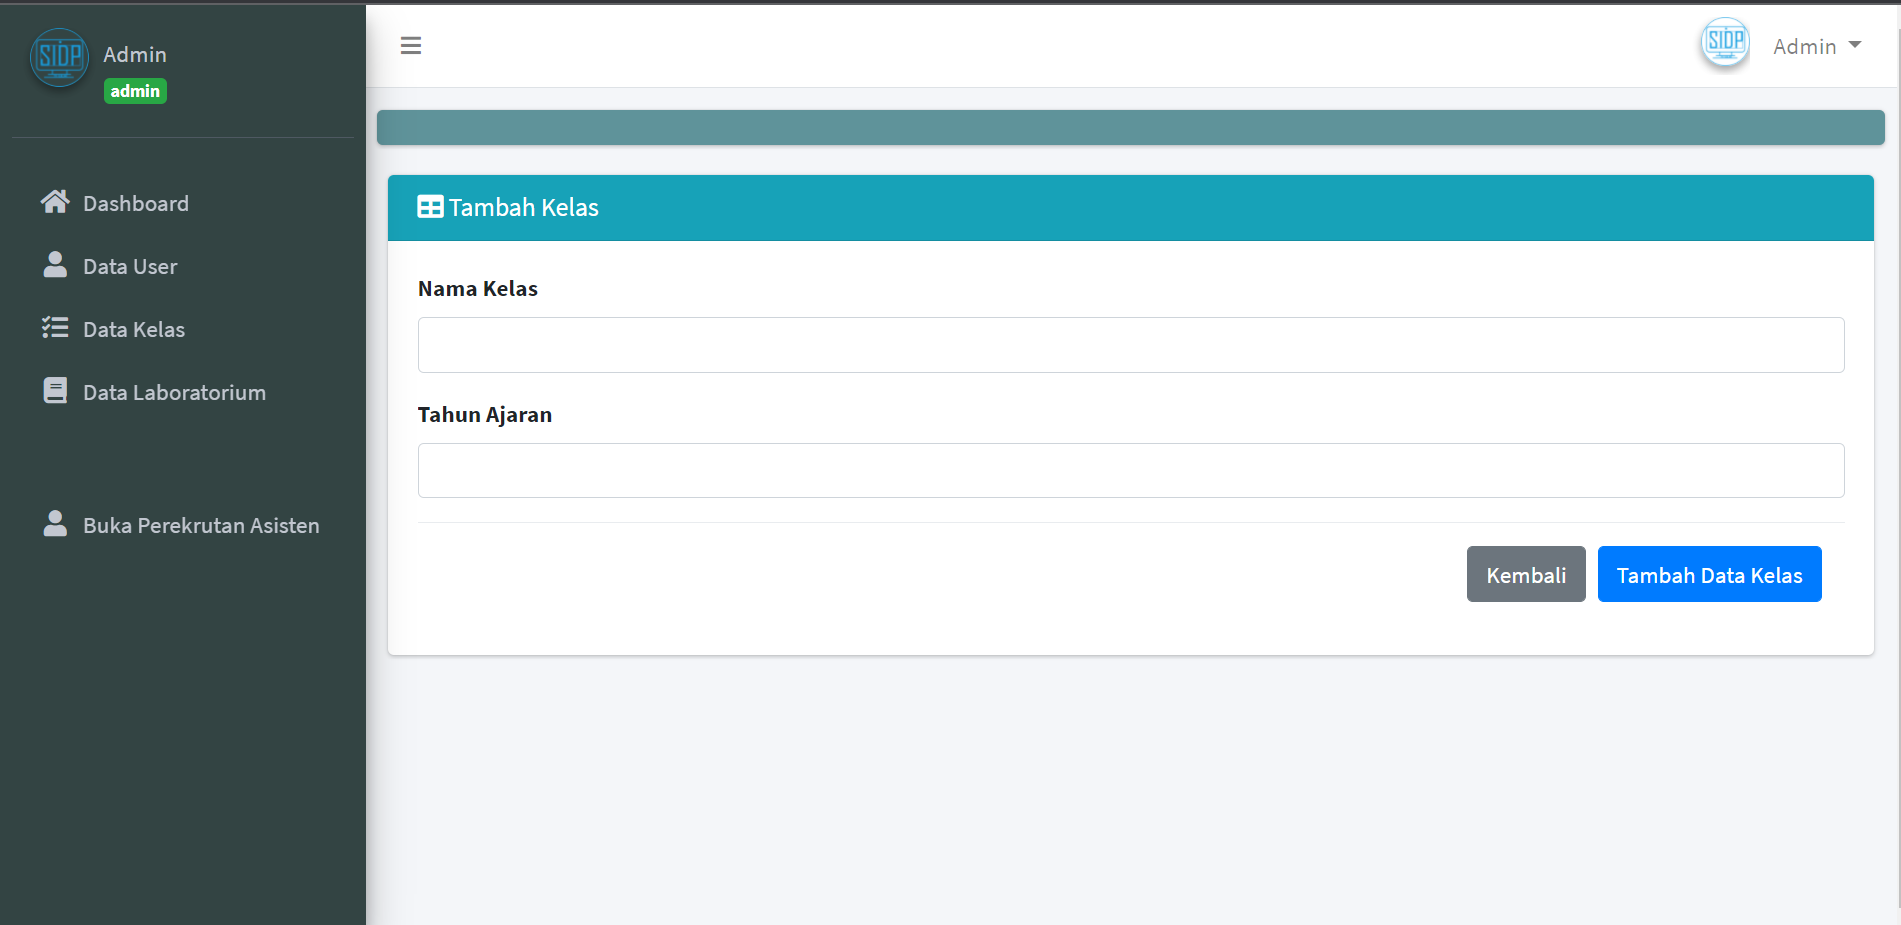 SIDP
Admin
admin
Dashboard
Data User
Data Kelas
Data Laboratorium
Buka Perekrutan Asisten
SIDP
Admin
Tambah Kelas
Nama Kelas
Tahun Ajaran
Kembali
Tambah Data Kelas